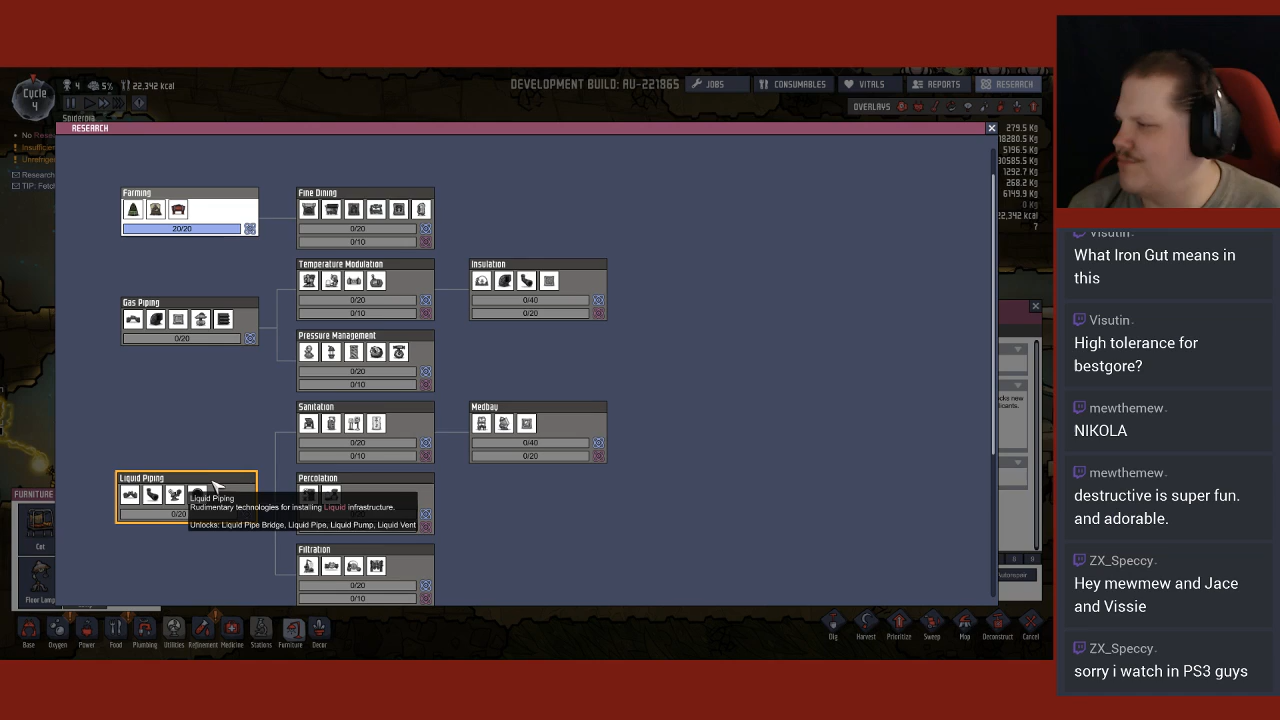 Cycle
4
4
5%
22,342 kcal
DEVELOPMENT BUILD: AU-221865
JOBS
CONSUMABLES
VITALS
REPORTS
RESEARCH
OVERLAYS
RESEARCH
279.5 Kg
18280.5 Kg
5196.5 Kg
30585.5 Kg
1292.7 Kg
268.2 Kg
6149.9 Kg
0 Kg
22,342 kcal
7
Farming
20/20
Fine Dining
0/20
0/10
Temperature Modulation
0/20
0/10
Insulation
0/40
0/20
Gas Piping
0/20
Pressure Management
0/20
0/10
Sanitation
0/20
0/10
Medbay
0/40
0/20
Liquid Piping
0/20
Percolation
Liquid Piping
Rudimentary technologies for installing Liquid infrastructure.
Unlocks: Liquid Pipe Bridge, Liquid Pipe, Liquid Pump, Liquid Vent
Filtration
0/20
0/10
FURNITURE
Cot
Floor Lamp
Base
Oxygen
Power
Food
Plumbing
Utilities
Refinement
Medicine
Stations
Furniture
Decor
Dig
Harvest
Prioritize
Sweep
Mop
Deconstruct
Cancel
Visutin
What Iron Gut means in
this
Visutin
High tolerance for
bestgore?
mewthemew
NIKOLA
mewthemew
destructive is super fun.
and adorable.
ZX_Speccy
Hey mewmew and Jace
and Vissie
ZX_Speccy
sorry i watch in PS3 guys